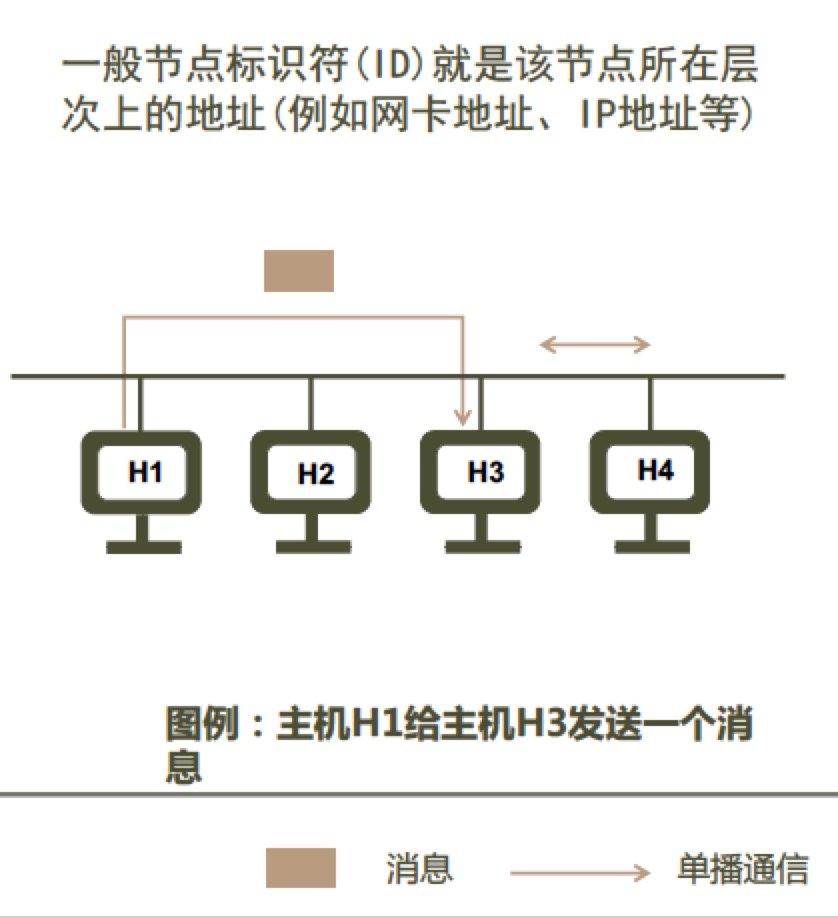 一般节点标识符(ID)就是该节点所在层
次上的地址(例如网卡地址、IP地址等)
H1
H2
H3
H4
图例：主机H1给主机H3发送一个消
息
消息
单播通信